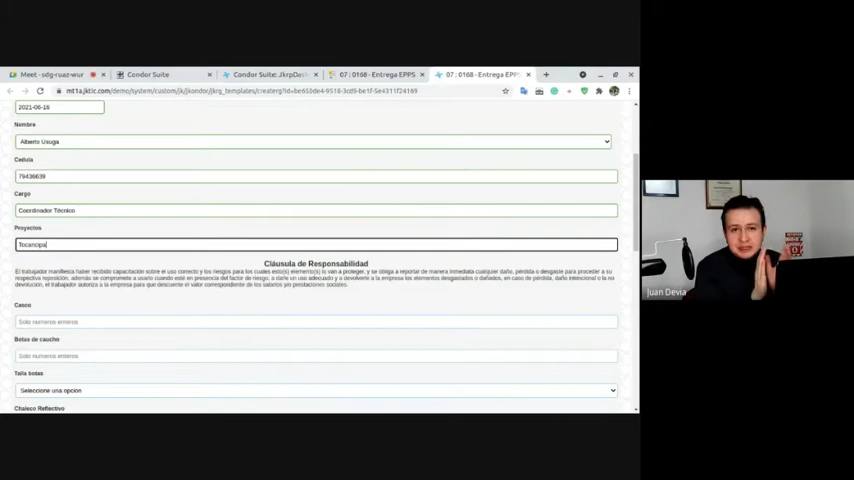 Meet - sdg-ruaz-wur
Condor Suite
Condor Suite: JkrpDas
07 : 0168 - Entrega EPPS
07 : 0168 - Entrega EPPS
mt1a.jktic.com/demo/system/custom/jk/jkondor/jkrg_templates/createrg?id=be650de4-9518-3cd9-be1f-5e4311f24169
2021-06-16
Nombre
Alberto Usuga
Cedula
79436639
Cargo
Coordinador Técnico
Proyectos
Tocancipa
Cláusula de Responsabilidad
El trabajador manifiesta haber recibido capacitación sobre el uso correcto y los riesgos para los cuales esto(s) elemento(s) lo van a proteger, y se obliga a reportar de manera inmediata cualquier daño, pérdida o desgaste para proceder a su
respectiva reposición, además se compromete a usarlo cuando esté en presencia del factor de riesgo, a darle un uso adecuado y a devolverle a la empresa los elementos desgastados o dañados, en caso de pérdida, daño intencional o la no
devolución, el trabajador autoriza a la empresa para que descuente el valor correspondiente de los salarios y/o prestaciones sociales.
Casco
Solo numeros enteros
Botas de caucho
Solo numeros enteros
Talla botas
Seleccione una opcion
Chaleco Reflectivo
Juan Devia